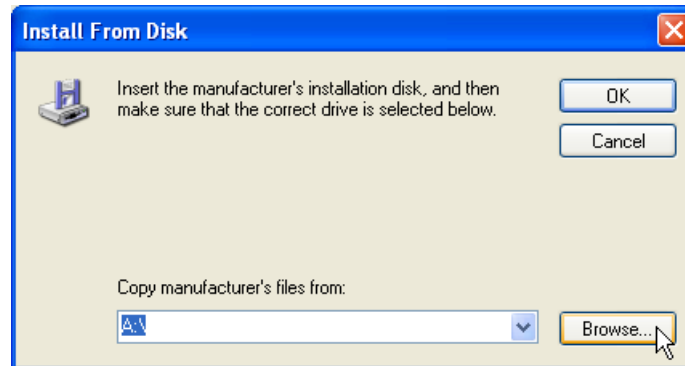 Install From Disk
Insert the manufacturer's installation disk, and then
make sure that the correct drive is selected below.
OK
Cancel
Copy manufacturer's files from:
A:\
Browse...